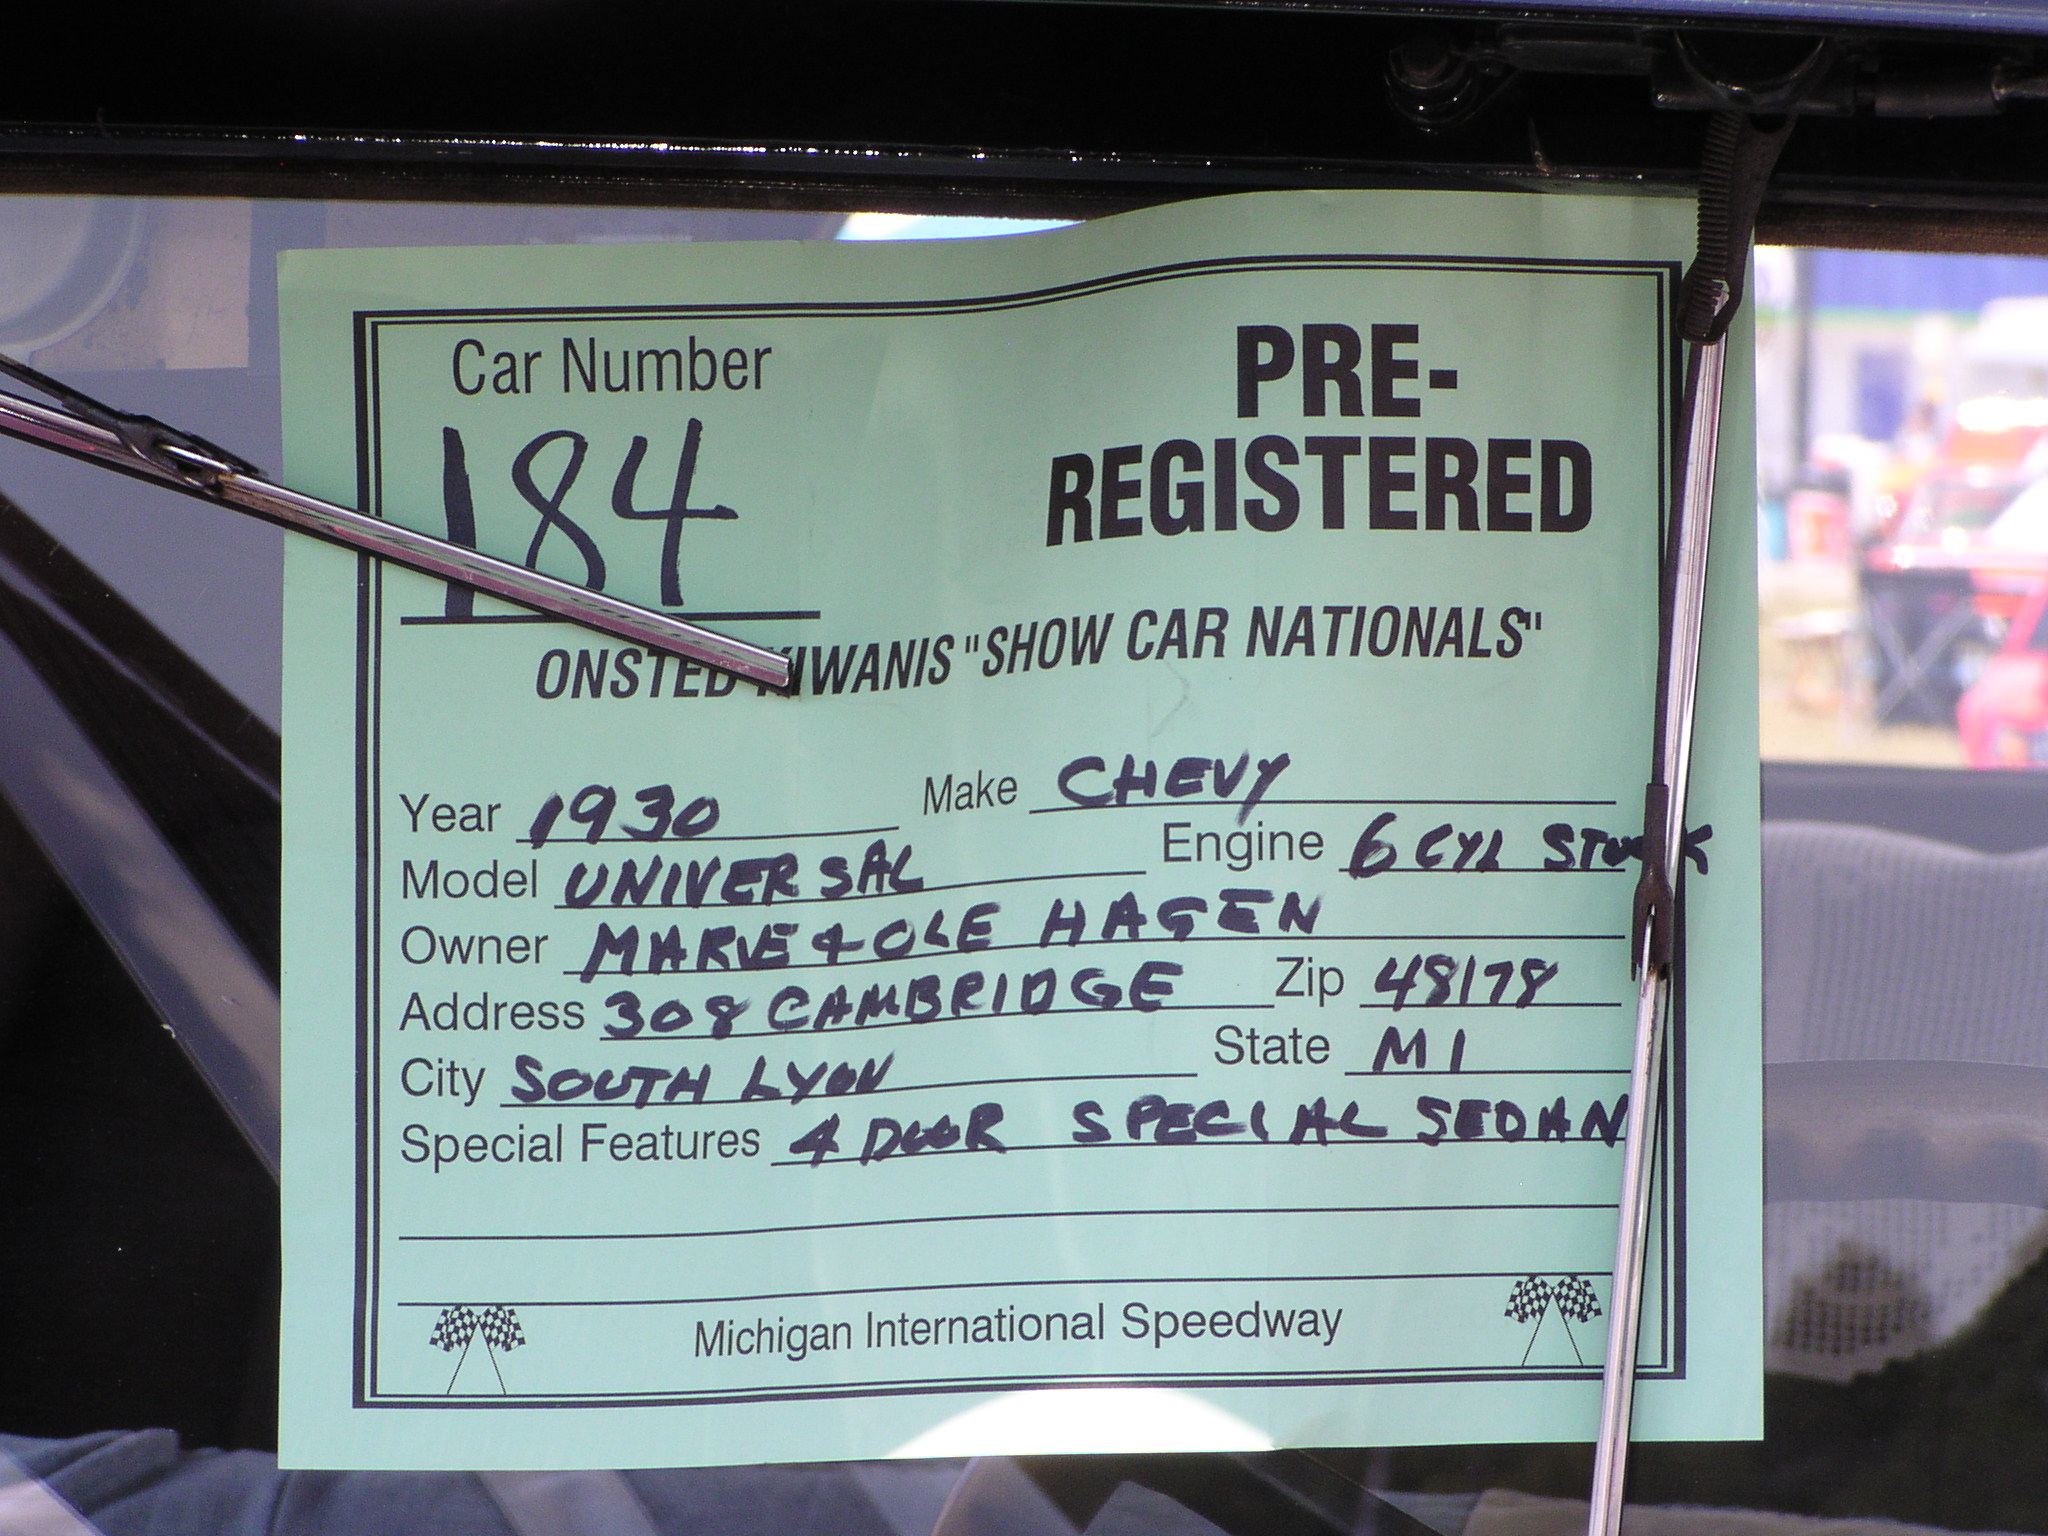 Car Number
PRE-
184
REGISTERED
ONSTED KIWANIS "SHOW CAR NATIONALS"
Year 1930 Make CHEVY
Model UNIVERSAL Engine 6 CYL STOCK
Owner MARVE & OLE HAGEN
Address 308 CAMBRIDGE Zip 48178
City SOUTH LYON State MI
Special Features 4 DOOR SPECIAL SEDAN
Michigan International Speedway